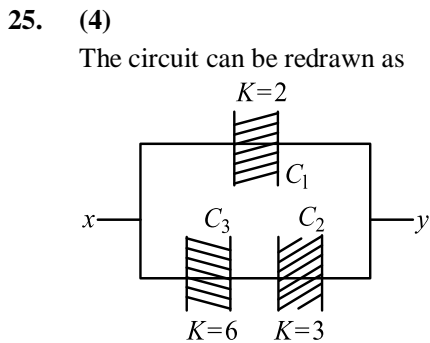 25. (4)
The circuit can be redrawn as
K=2
C₁
x y
C₃ C₂
K=6 K=3